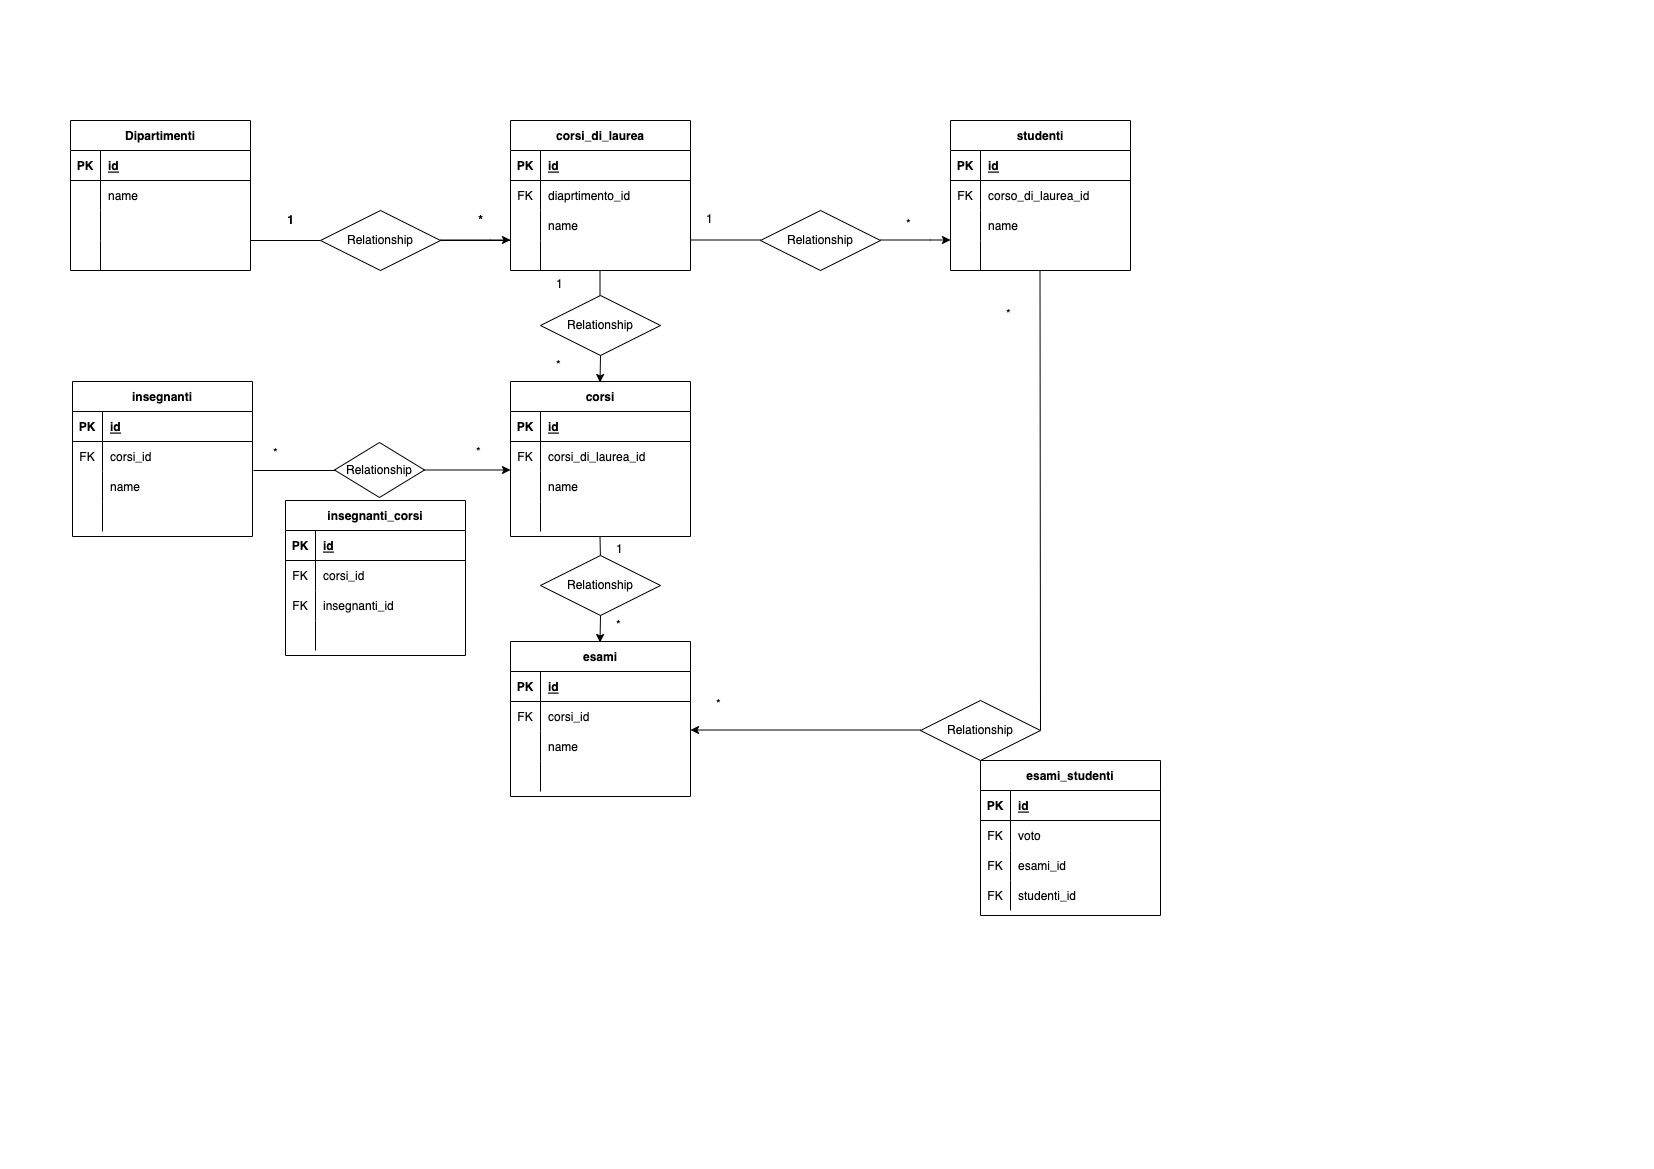 Dipartimenti
PK id
name
1
Relationship
*
corsi_di_laurea
PK id
FK diaprtimento_id
name
1
Relationship
*
studenti
PK id
FK corso_di_laurea_id
name
1
Relationship
*
*
insegnanti
PK id
FK corsi_id
name
*
Relationship
*
corsi
PK id
FK corsi_di_laurea_id
name
insegnanti_corsi
PK id
FK corsi_id
FK insegnanti_id
1
Relationship
*
esami
PK id
FK corsi_id
name
*
Relationship
esami_studenti
PK id
FK voto
FK esami_id
FK studenti_id